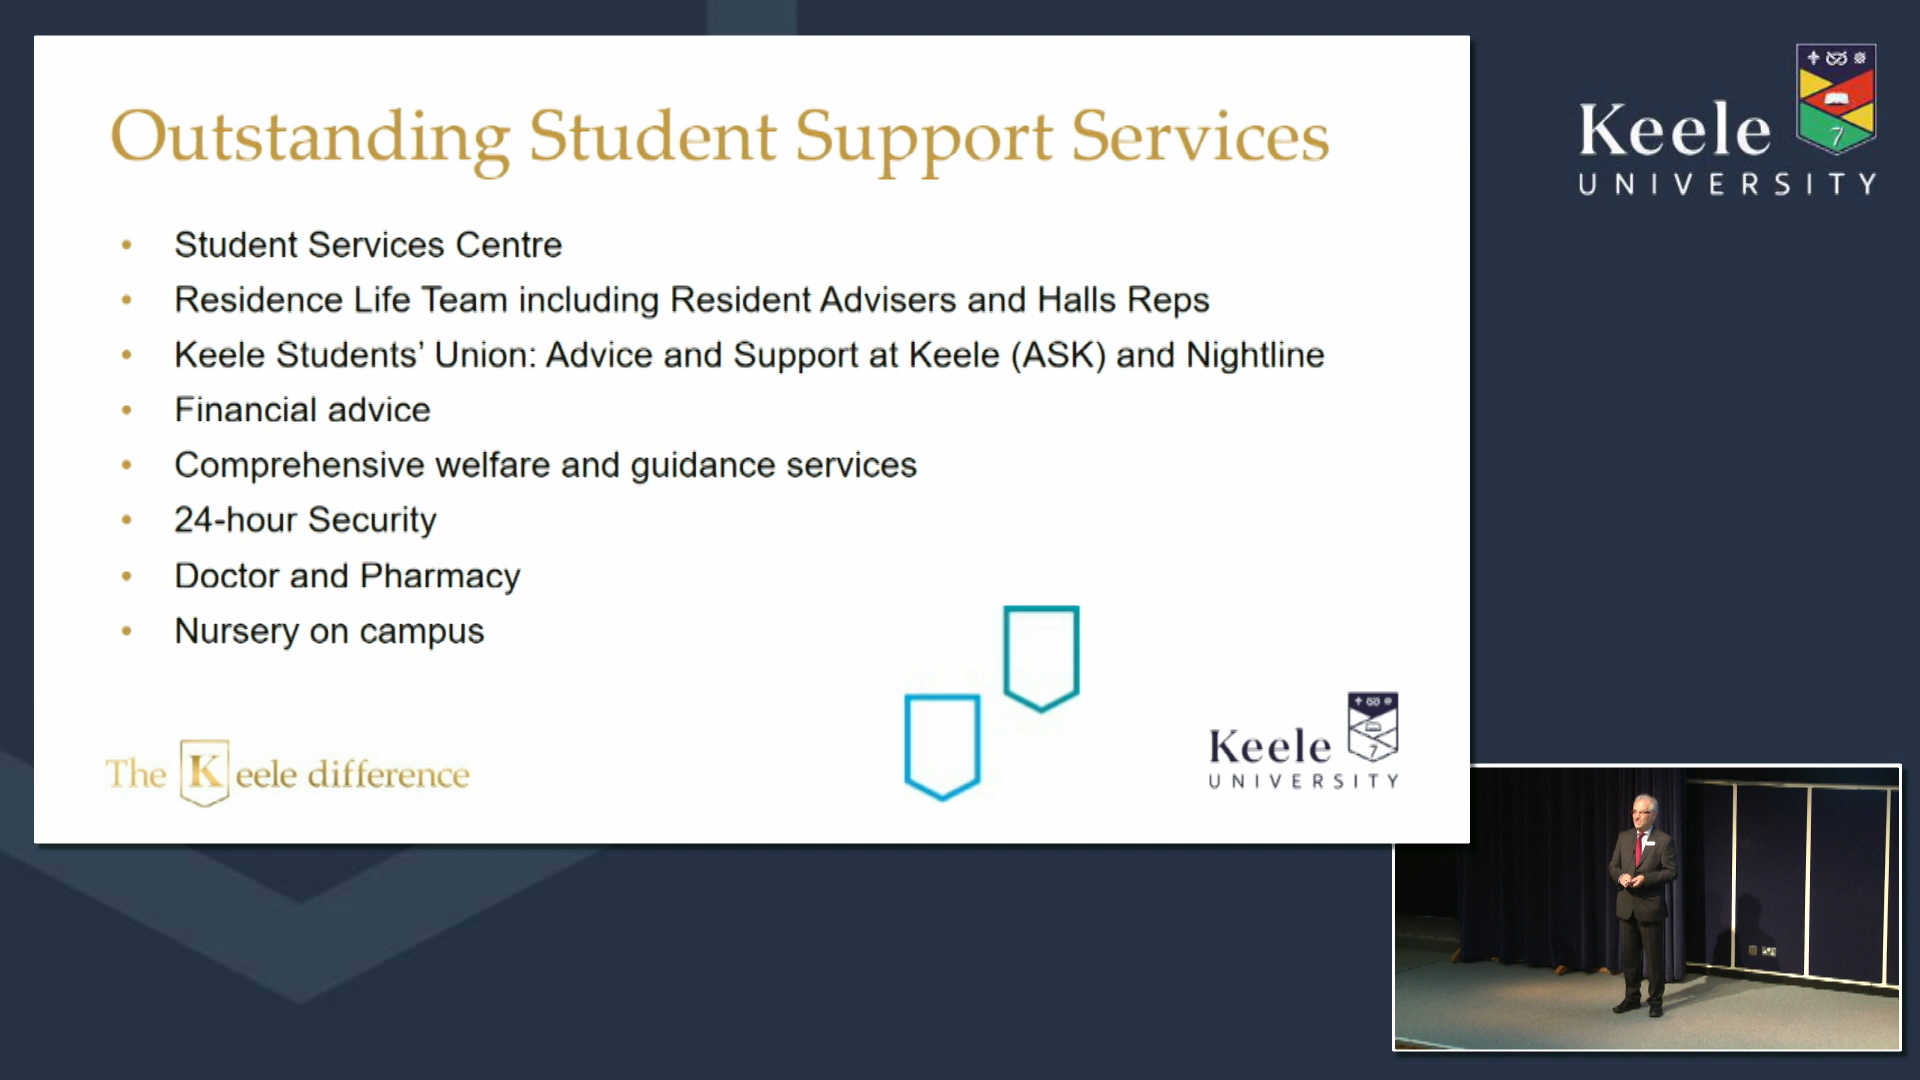 Outstanding Student Support Services
• Student Services Centre
• Residence Life Team including Resident Advisers and Halls Reps
• Keele Students’ Union: Advice and Support at Keele (ASK) and Nightline
• Financial advice
• Comprehensive welfare and guidance services
• 24-hour Security
• Doctor and Pharmacy
• Nursery on campus
The Keele difference
Keele
UNIVERSITY
Keele
UNIVERSITY